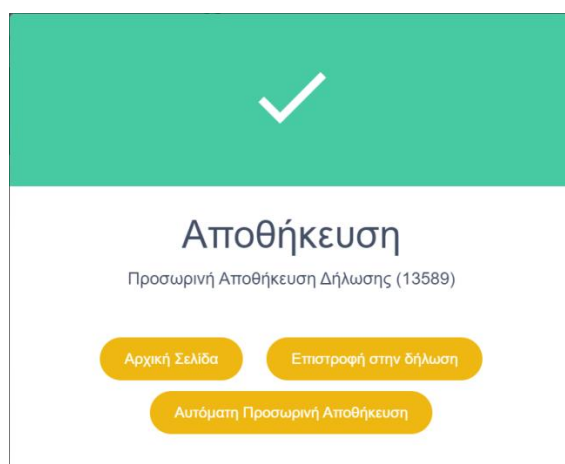 Αποθήκευση
Προσωρινή Αποθήκευση Δήλωσης (13589)
Αρχική Σελίδα
Επιστροφή στην δήλωση
Αυτόματη Προσωρινή Αποθήκευση